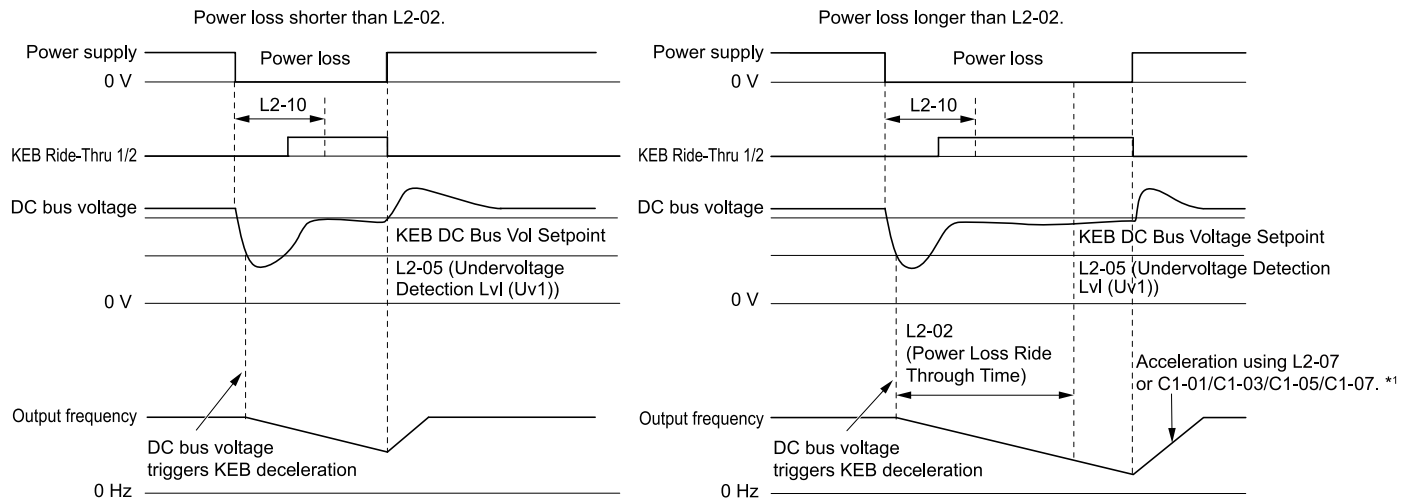 Power loss shorter than L2-02.
Power supply
Power loss
0 V
L2-10
KEB Ride-Thru 1/2
DC bus voltage
KEB DC Bus Vol Setpoint
L2-05 (Undervoltage
Detection Lvl (Uv1))
0 V
Output frequency
DC bus voltage
triggers KEB deceleration
0 Hz
Power loss longer than L2-02.
Power supply
Power loss
0 V
L2-10
KEB Ride-Thru 1/2
DC bus voltage
KEB DC Bus Voltage Setpoint
L2-05 (Undervoltage Detection
Lvl (Uv1))
0 V
L2-02
(Power Loss Ride
Through Time)
Acceleration using L2-07
or C1-01/C1-03/C1-05/C1-07. *1
Output frequency
DC bus voltage
triggers KEB deceleration
0 Hz